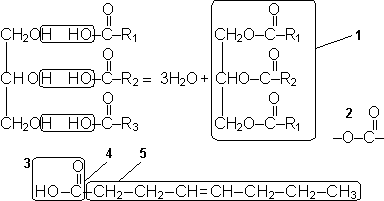 O O
CH₂OH HO–C–R₁ CH₂O–C–R₁ 1
O O
CH OH HO–C–R₂ = 3H₂O + CHO–C–R₂
O O 2 O
CH₂OH HO–C–R₃ CH₂O–C–R₁ –O–C–
3 O 4 5
HO–C–CH₂–CH₂–CH=CH–CH₂–CH₂–CH₃